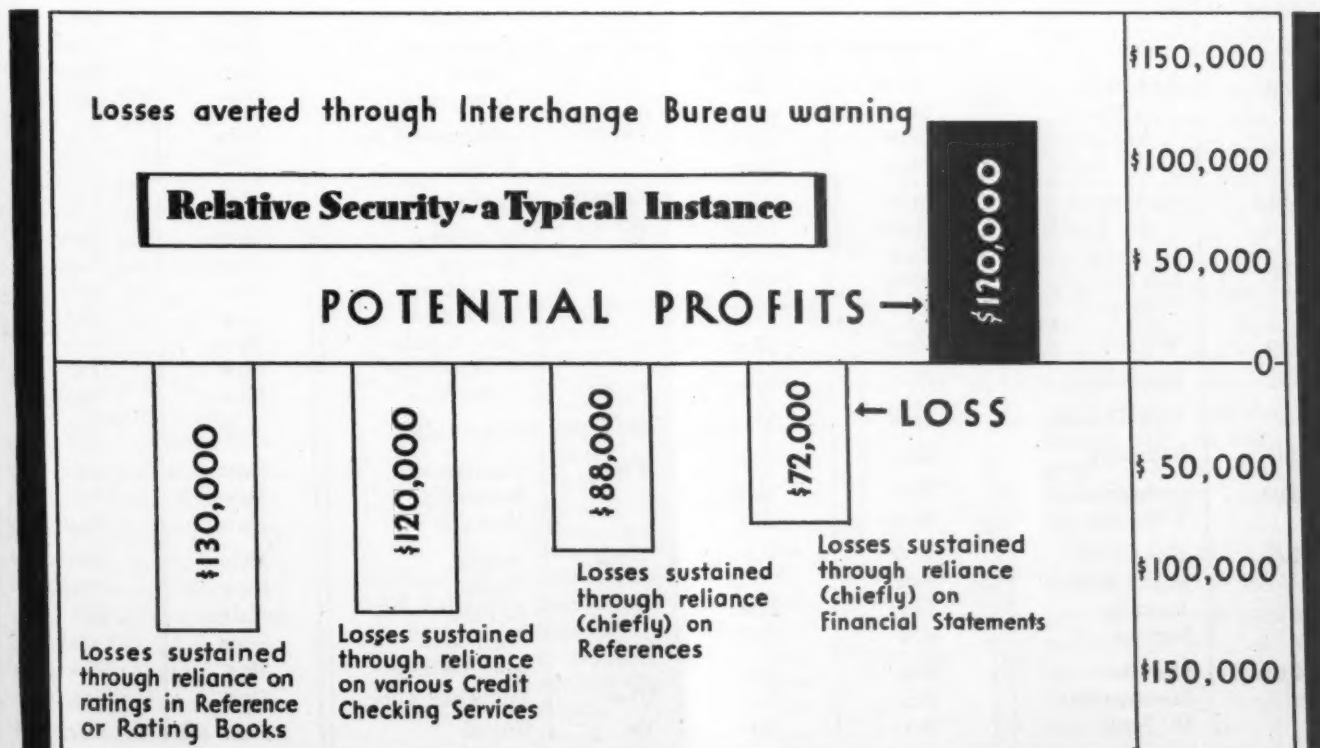 $150,000
Losses averted through Interchange Bureau warning
$100,000
Relative Security~a Typical Instance
$120,000
$ 50,000
POTENTIAL PROFITS →
0
$130,000
$120,000
$88,000
$72,000
← LOSS
$ 50,000
$100,000
$150,000
Losses sustained
through reliance on
ratings in Reference
or Rating Books
Losses sustained
through reliance
on various Credit
Checking Services
Losses sustained
through reliance
(chiefly) on
References
Losses sustained
through reliance
(chiefly) on
Financial Statements